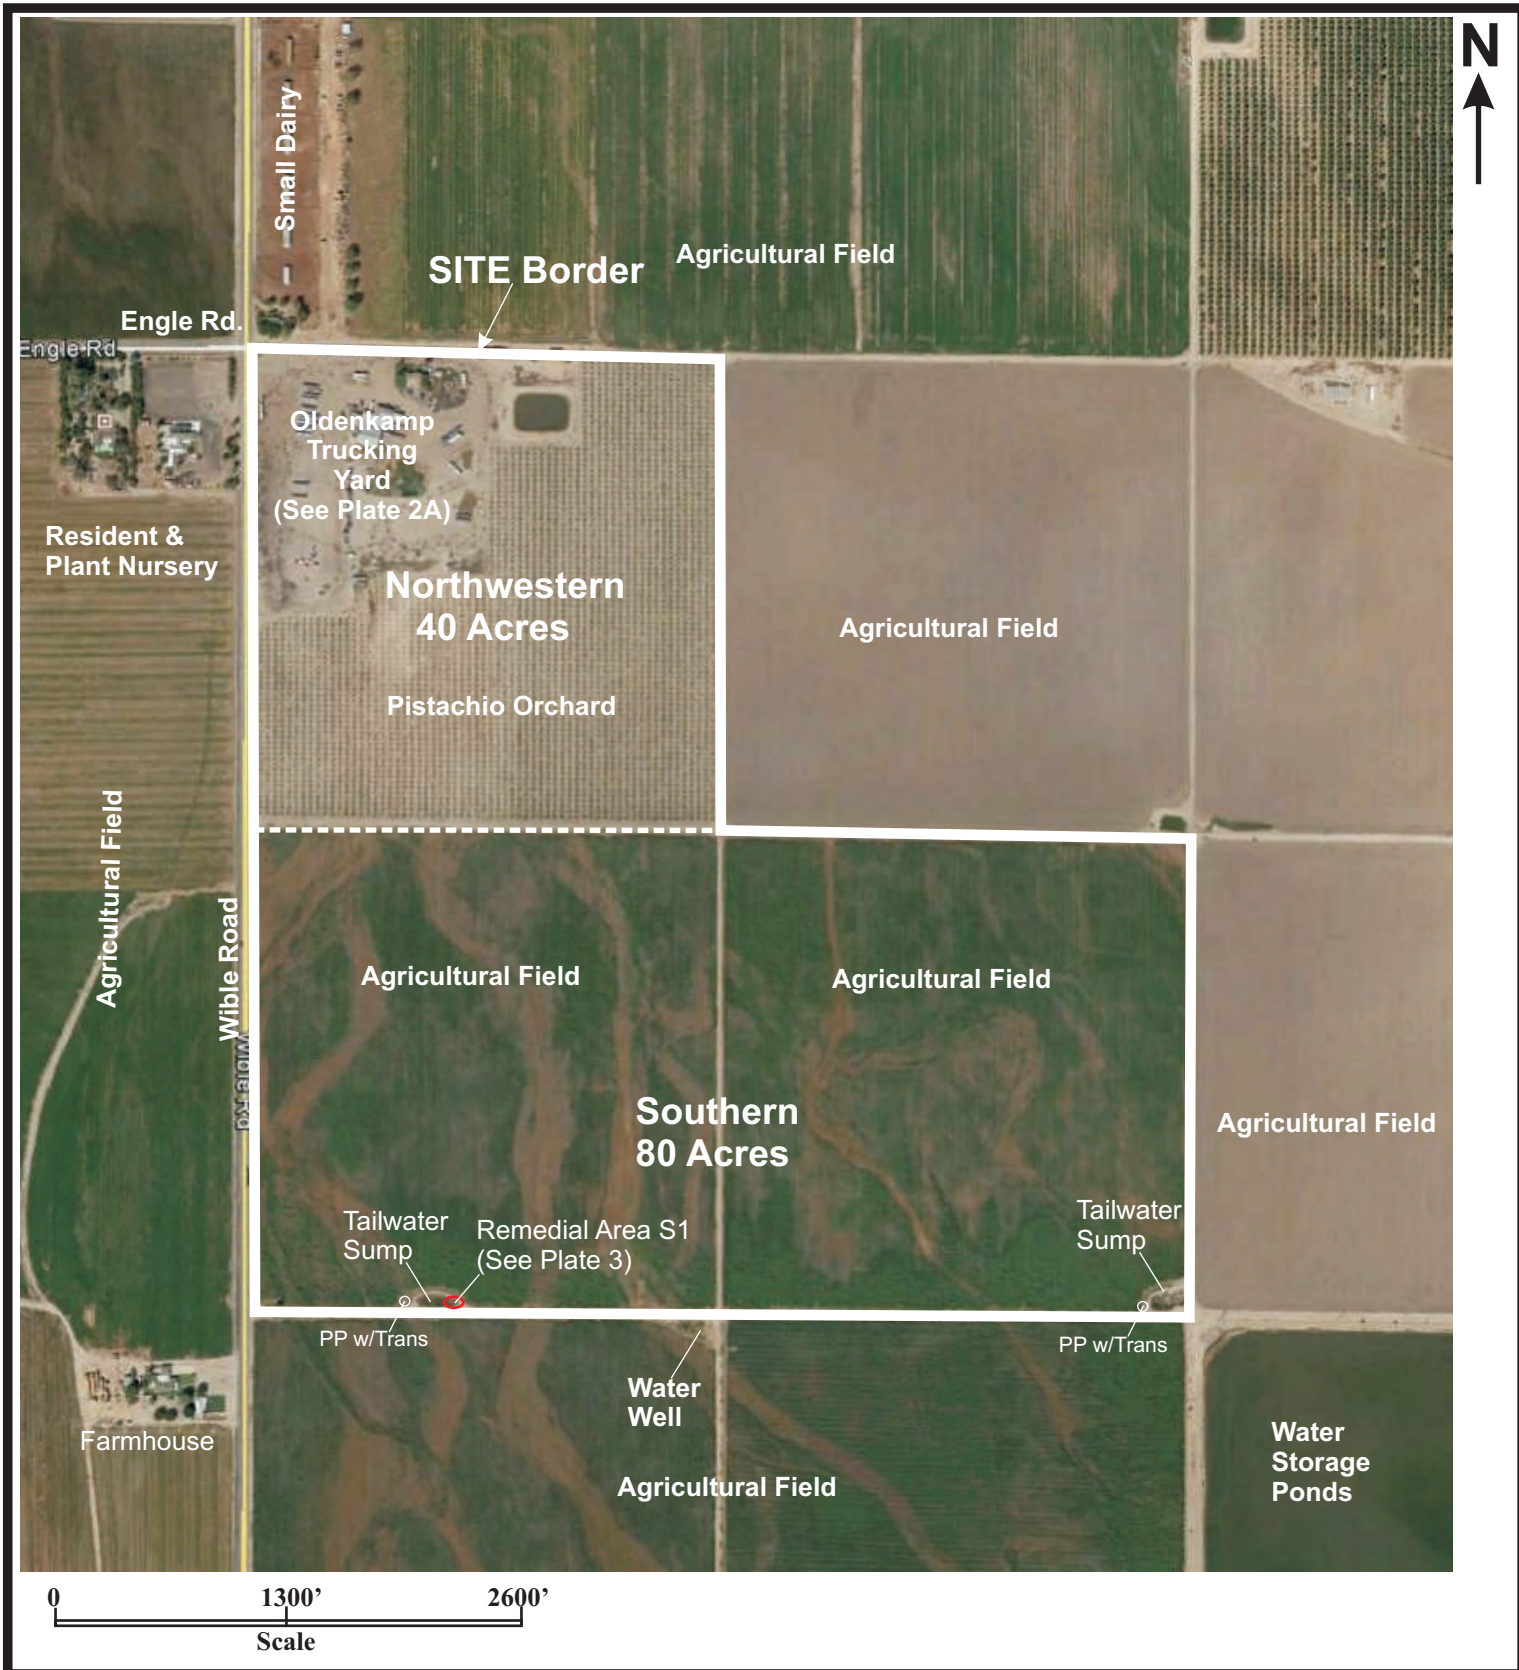 N
Small Dairy
Agricultural Field
SITE Border
Engle Rd.
Engle Rd
Oldenkamp
Trucking
Yard
(See Plate 2A)
Resident &
Plant Nursery
Northwestern
40 Acres
Agricultural Field
Pistachio Orchard
Agricultural Field
Wible Road
Wible Rd
Agricultural Field
Agricultural Field
Southern
80 Acres
Agricultural Field
Tailwater
Sump
Remedial Area S1
(See Plate 3)
Tailwater
Sump
PP w/Trans
PP w/Trans
Water
Well
Farmhouse
Water
Storage
Ponds
Agricultural Field
0 1300’ 2600’
Scale